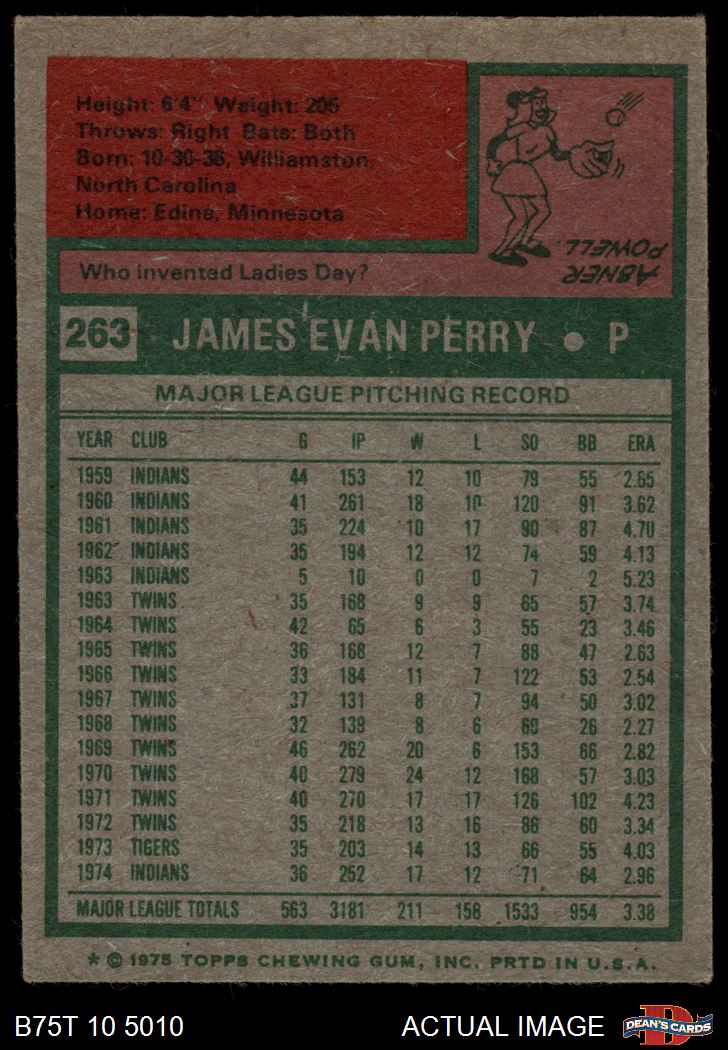 Height: 6'4" Weight: 205
Throws: Right Bats: Both
Born: 10-30-36, Williamston,
North Carolina
Home: Edina, Minnesota
ABNER
POWELL.
Who invented Ladies Day?
263 JAMES EVAN PERRY ● P
MAJOR LEAGUE PITCHING RECORD
YEAR CLUB G IP W L SO BB ERA
1959 INDIANS 44 153 12 10 79 55 2.65
1960 INDIANS 41 261 18 10 120 91 3.62
1961 INDIANS 35 224 10 17 90 87 4.70
1962 INDIANS 35 194 12 12 74 59 4.13
1963 INDIANS 5 10 0 0 7 2 5.23
1963 TWINS 35 168 9 9 65 57 3.74
1964 TWINS 42 65 6 3 55 23 3.46
1965 TWINS 36 168 12 7 88 47 2.63
1966 TWINS 33 184 11 7 122 53 2.54
1967 TWINS 37 131 8 7 94 50 3.02
1968 TWINS 32 139 8 6 69 26 2.27
1969 TWINS 46 262 20 6 153 66 2.82
1970 TWINS 40 279 24 12 168 57 3.03
1971 TWINS 40 270 17 17 126 102 4.23
1972 TWINS 35 218 13 16 86 60 3.34
1973 TIGERS 35 203 14 13 66 55 4.03
1974 INDIANS 36 252 17 12 71 64 2.96
MAJOR LEAGUE TOTALS 563 3181 211 158 1533 954 3.38
* © 1975 TOPPS CHEWING GUM, INC. PRTD IN U.S.A.
B75T 10 5010 ACTUAL IMAGE
D
DEAN'S CARDS